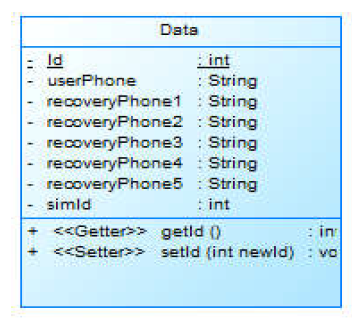 Data
- Id : int
- userPhone : String
- recoveryPhone1 : String
- recoveryPhone2 : String
- recoveryPhone3 : String
- recoveryPhone4 : String
- recoveryPhone5 : String
- simId : int
+ <<Getter>> getId () : in
+ <<Setter>> setId (int newId) : vo